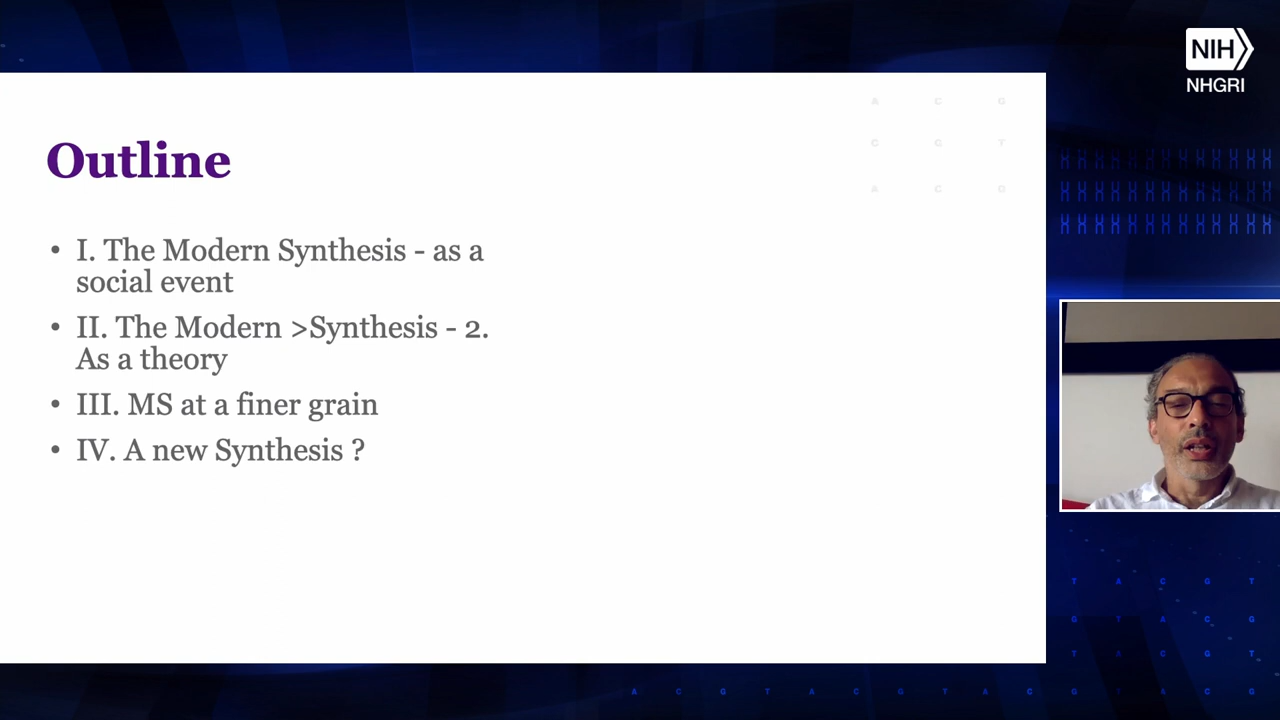 NIH
NHGRI
A C G
C G T
A C G
Outline
• I. The Modern Synthesis - as a
social event
• II. The Modern >Synthesis - 2.
As a theory
• III. MS at a finer grain
• IV. A new Synthesis ?
T A C G T
G T A C G
T A C G T
A C G T A C G T A C G T A C G